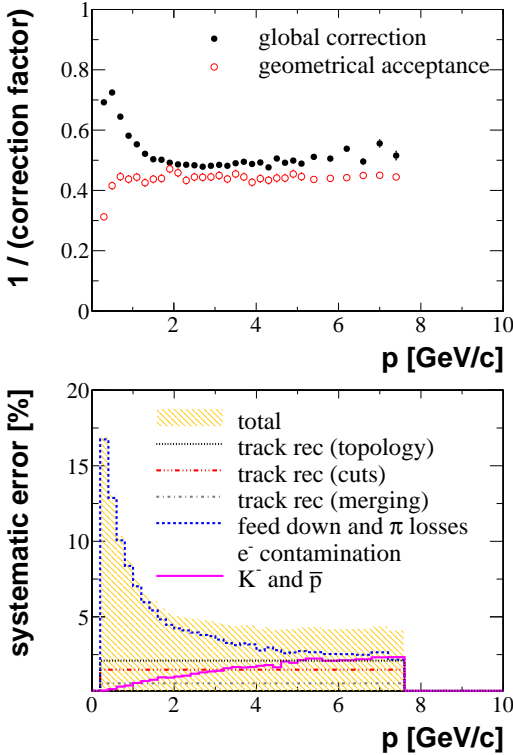 1 / (correction factor)
1
0.8
0.6
0.4
0.2
0
global correction
geometrical acceptance
2 4 6 8 10
p [GeV/c]
systematic error [%]
20
15
10
5
0
total
track rec (topology)
track rec (cuts)
track rec (merging)
feed down and π losses
e⁻ contamination
K⁻ and p̅
0 2 4 6 8 10
p [GeV/c]